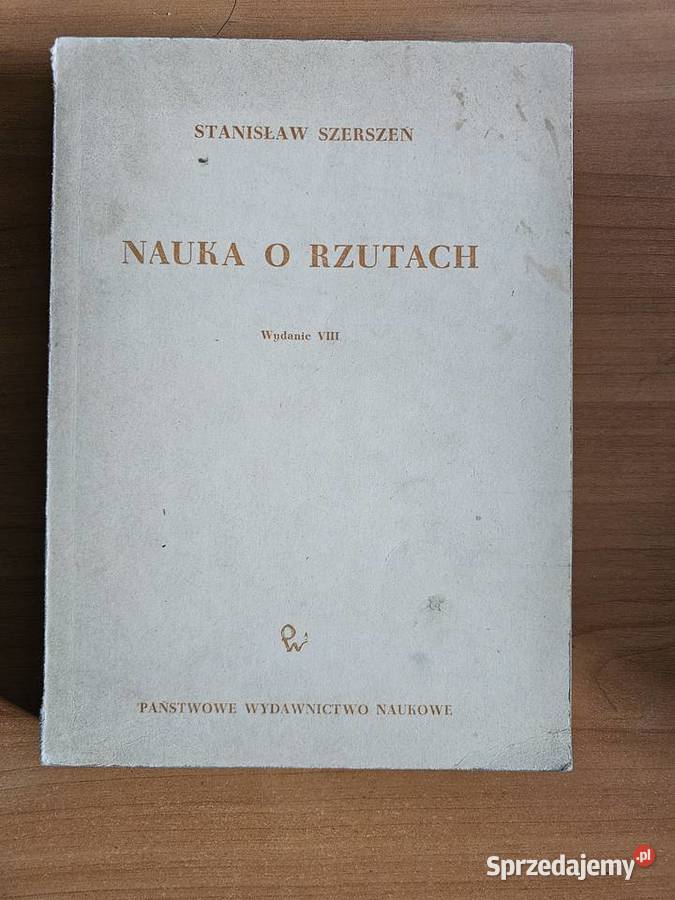 STANISŁAW SZERSZEŃ
NAUKA O RZUTACH
Wydanie VIII
PW
PAŃSTWOWE WYDAWNICTWO NAUKOWE
Sprzedajemy.pl